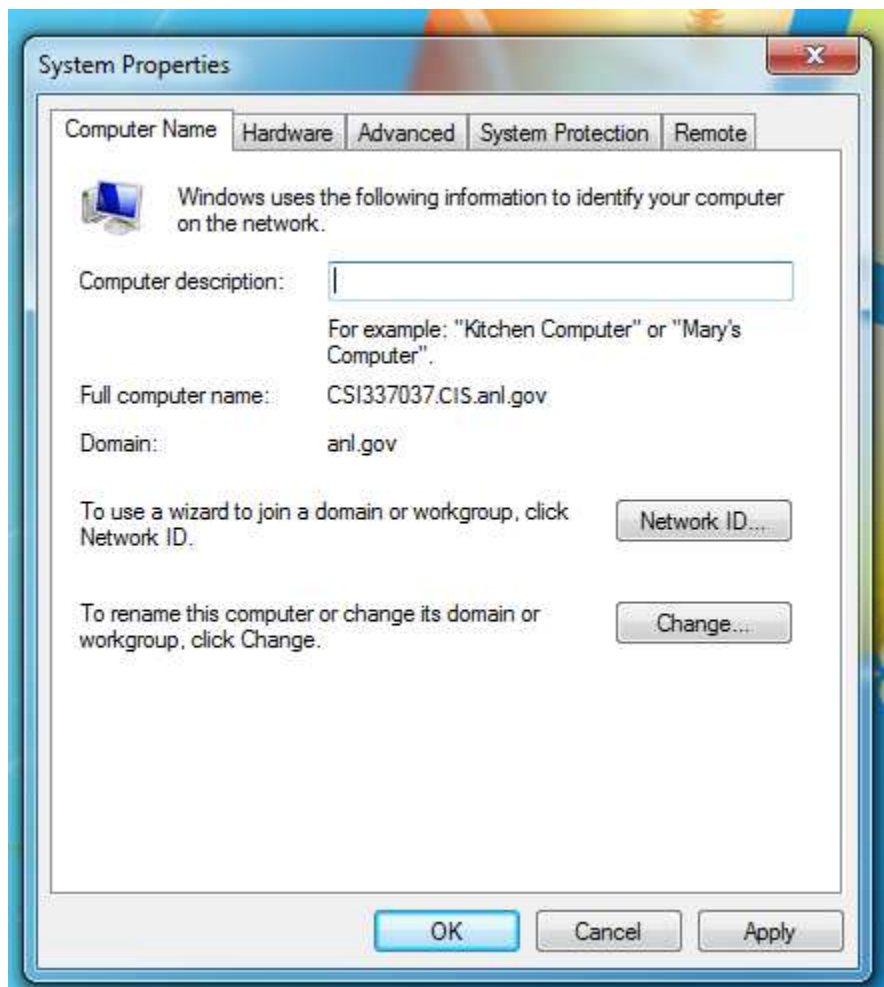 System Properties
Computer Name
Hardware
Advanced
System Protection
Remote
Windows uses the following information to identify your computer
on the network.
Computer description:
For example: "Kitchen Computer" or "Mary's
Computer".
Full computer name:
CSI337037.CIS.anl.gov
Domain:
anl.gov
To use a wizard to join a domain or workgroup, click
Network ID.
Network ID...
To rename this computer or change its domain or
workgroup, click Change.
Change...
OK
Cancel
Apply